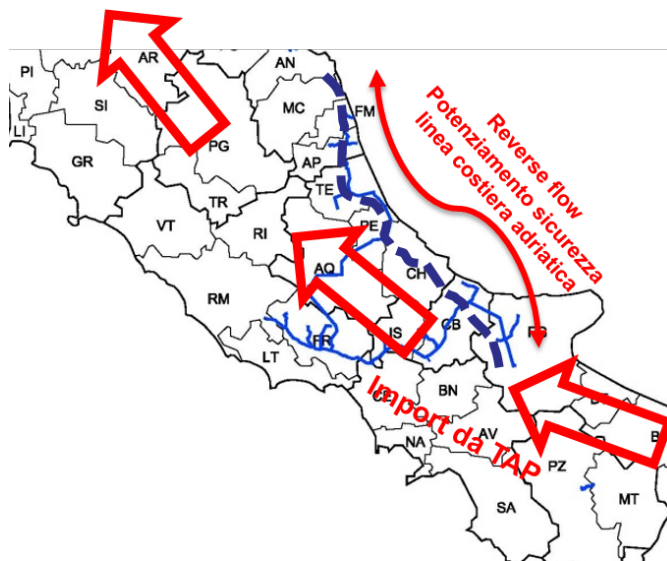 AR
AN
PI
SI
MC
FM
LI
PG
GR
AP
TE
TR
VT
RI
PE
AQ
CH
RM
IS
CB
FG
FR
LT
CE
BN
NA
AV
PZ
MT
SA
Reverse flow
Potenziamento sicurezza
linea costiera adriatica
Import da TAP